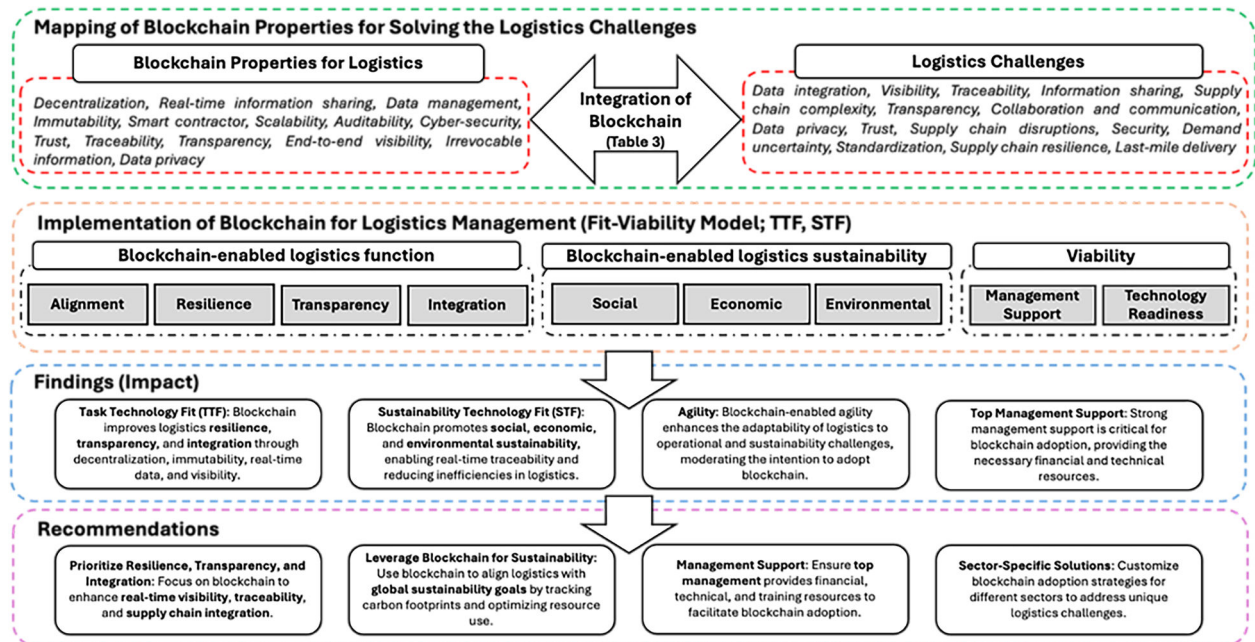 Mapping of Blockchain Properties for Solving the Logistics Challenges
Blockchain Properties for Logistics
Decentralization, Real-time information sharing, Data management,
Immutability, Smart contractor, Scalability, Auditability, Cyber-security,
Trust, Traceability, Transparency, End-to-end visibility, Irrevocable
information, Data privacy
Integration of
Blockchain
(Table 3)
Logistics Challenges
Data integration, Visibility, Traceability, Information sharing, Supply
chain complexity, Transparency, Collaboration and communication,
Data privacy, Trust, Supply chain disruptions, Security, Demand
uncertainty, Standardization, Supply chain resilience, Last-mile delivery
Implementation of Blockchain for Logistics Management (Fit-Viability Model; TTF, STF)
Blockchain-enabled logistics function
Alignment
Resilience
Transparency
Integration
Blockchain-enabled logistics sustainability
Social
Economic
Environmental
Viability
Management
Support
Technology
Readiness
Findings (Impact)
Task Technology Fit (TTF): Blockchain
improves logistics resilience,
transparency, and integration through
decentralization, immutability, real-time
data, and visibility.
Sustainability Technology Fit (STF):
Blockchain promotes social, economic,
and environmental sustainability,
enabling real-time traceability and
reducing inefficiencies in logistics.
Agility: Blockchain-enabled agility
enhances the adaptability of logistics to
operational and sustainability challenges,
moderating the intention to adopt
blockchain.
Top Management Support: Strong
management support is critical
for blockchain adoption, providing the
necessary financial and technical
resources.
Recommendations
Prioritize Resilience, Transparency, and
Integration: Focus on blockchain to
enhance real-time visibility, traceability,
and supply chain integration.
Leverage Blockchain for Sustainability:
Use blockchain to align logistics with
global sustainability goals by tracking
carbon footprints and optimizing resource
use.
Management Support: Ensure top
management provides financial,
technical, and training resources to
facilitate blockchain adoption.
Sector-Specific Solutions: Customize
blockchain adoption strategies for
different sectors to address unique
logistics challenges.